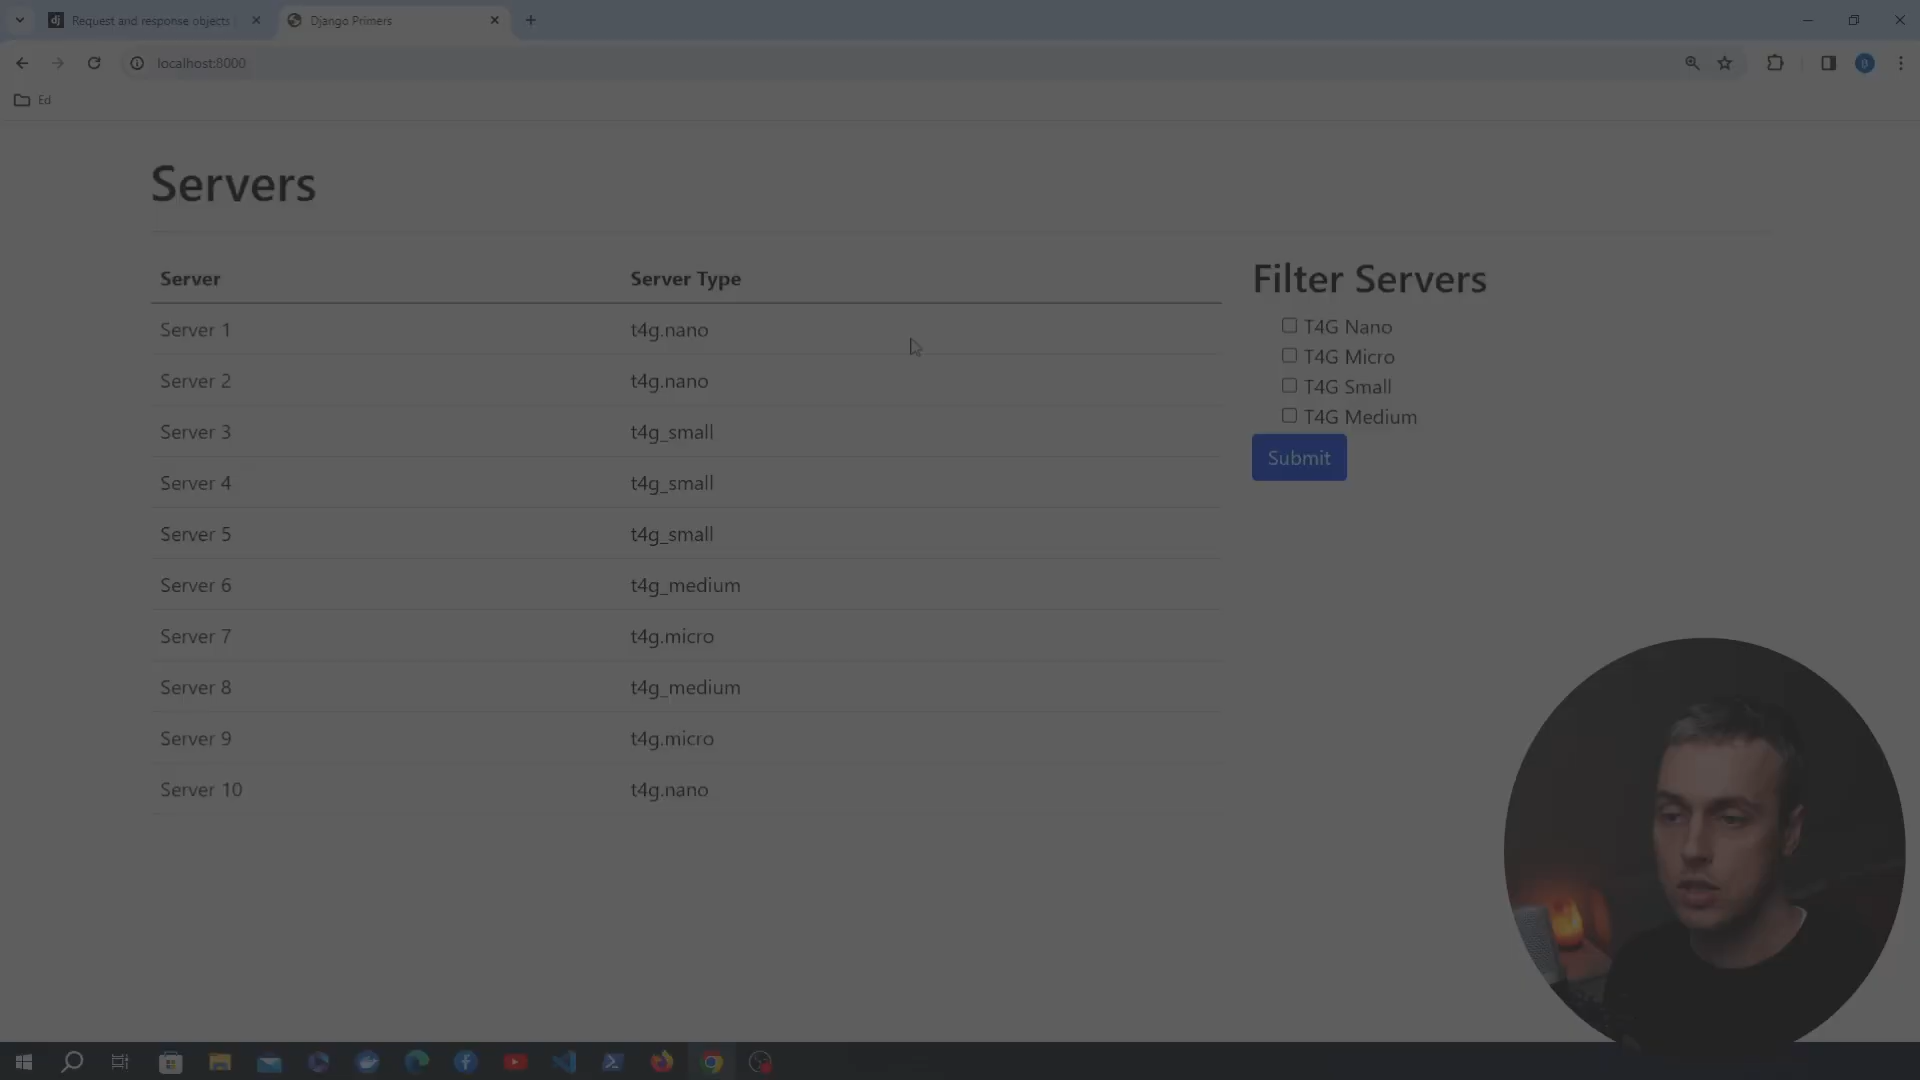 Request and response objects
Django Primers
localhost:8000
Ed
Servers
Server Server Type
Server 1 t4g.nano
Server 2 t4g.nano
Server 3 t4g_small
Server 4 t4g_small
Server 5 t4g_small
Server 6 t4g_medium
Server 7 t4g.micro
Server 8 t4g_medium
Server 9 t4g.micro
Server 10 t4g.nano
Filter Servers
T4G Nano
T4G Micro
T4G Small
T4G Medium
Submit